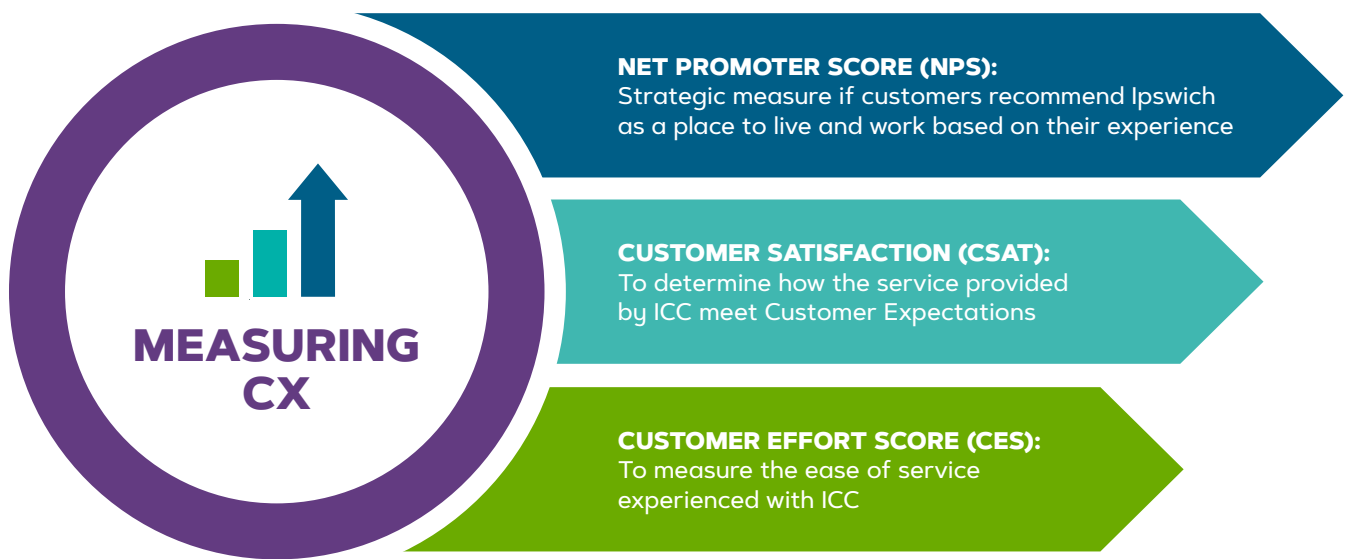 MEASURING
CX
NET PROMOTER SCORE (NPS):
Strategic measure if customers recommend Ipswich
as a place to live and work based on their experience
CUSTOMER SATISFACTION (CSAT):
To determine how the service provided
by ICC meet Customer Expectations
CUSTOMER EFFORT SCORE (CES):
To measure the ease of service
experienced with ICC